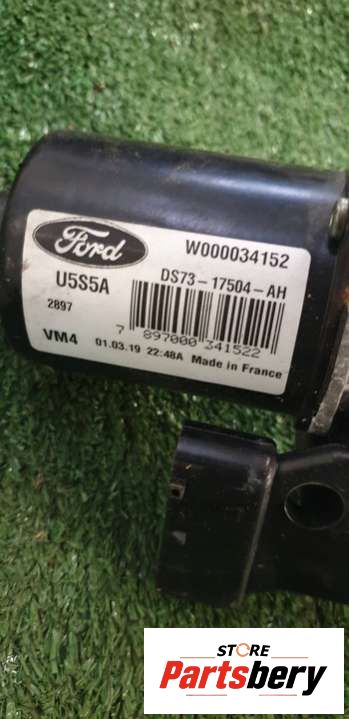 Ford
W000034152
U5S5A
DS73-17504-AH
2897
7 897000 341522
VM4
01.03.19 22:48A Made in France
STORE
Partsbery